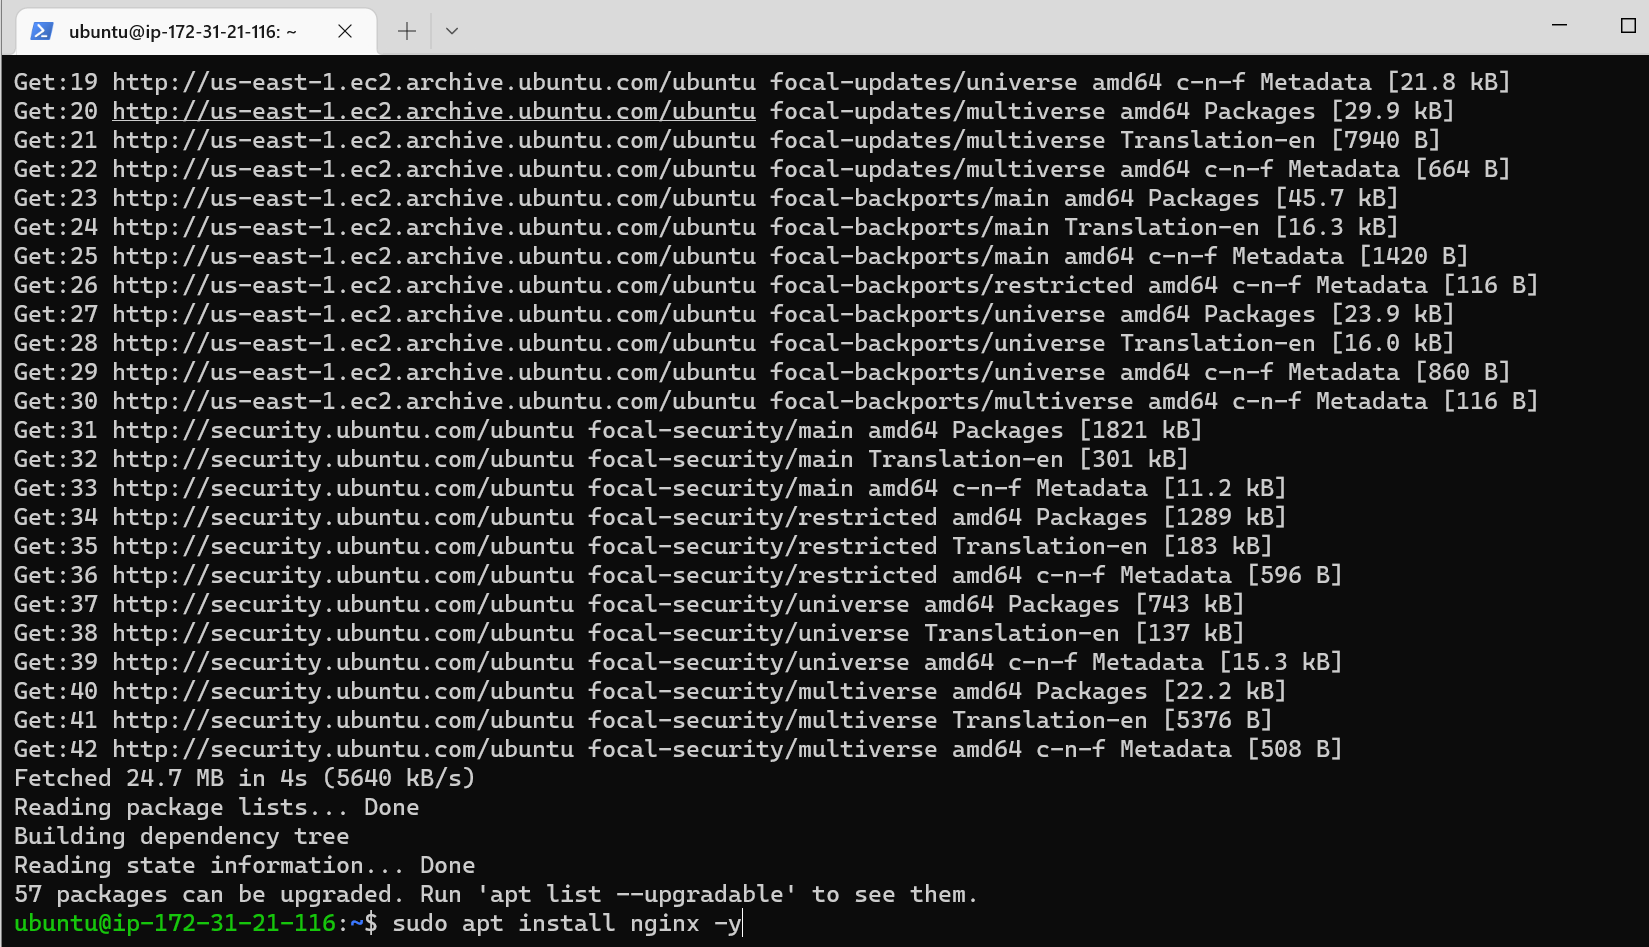 ubuntu@ip-172-31-21-116: ~
Get:19 http://us-east-1.ec2.archive.ubuntu.com/ubuntu focal-updates/universe amd64 c-n-f Metadata [21.8 kB]
Get:20 http://us-east-1.ec2.archive.ubuntu.com/ubuntu focal-updates/multiverse amd64 Packages [29.9 kB]
Get:21 http://us-east-1.ec2.archive.ubuntu.com/ubuntu focal-updates/multiverse Translation-en [7940 B]
Get:22 http://us-east-1.ec2.archive.ubuntu.com/ubuntu focal-updates/multiverse amd64 c-n-f Metadata [664 B]
Get:23 http://us-east-1.ec2.archive.ubuntu.com/ubuntu focal-backports/main amd64 Packages [45.7 kB]
Get:24 http://us-east-1.ec2.archive.ubuntu.com/ubuntu focal-backports/main Translation-en [16.3 kB]
Get:25 http://us-east-1.ec2.archive.ubuntu.com/ubuntu focal-backports/main amd64 c-n-f Metadata [1420 B]
Get:26 http://us-east-1.ec2.archive.ubuntu.com/ubuntu focal-backports/restricted amd64 c-n-f Metadata [116 B]
Get:27 http://us-east-1.ec2.archive.ubuntu.com/ubuntu focal-backports/universe amd64 Packages [23.9 kB]
Get:28 http://us-east-1.ec2.archive.ubuntu.com/ubuntu focal-backports/universe Translation-en [16.0 kB]
Get:29 http://us-east-1.ec2.archive.ubuntu.com/ubuntu focal-backports/universe amd64 c-n-f Metadata [860 B]
Get:30 http://us-east-1.ec2.archive.ubuntu.com/ubuntu focal-backports/multiverse amd64 c-n-f Metadata [116 B]
Get:31 http://security.ubuntu.com/ubuntu focal-security/main amd64 Packages [1821 kB]
Get:32 http://security.ubuntu.com/ubuntu focal-security/main Translation-en [301 kB]
Get:33 http://security.ubuntu.com/ubuntu focal-security/main amd64 c-n-f Metadata [11.2 kB]
Get:34 http://security.ubuntu.com/ubuntu focal-security/restricted amd64 Packages [1289 kB]
Get:35 http://security.ubuntu.com/ubuntu focal-security/restricted Translation-en [183 kB]
Get:36 http://security.ubuntu.com/ubuntu focal-security/restricted amd64 c-n-f Metadata [596 B]
Get:37 http://security.ubuntu.com/ubuntu focal-security/universe amd64 Packages [743 kB]
Get:38 http://security.ubuntu.com/ubuntu focal-security/universe Translation-en [137 kB]
Get:39 http://security.ubuntu.com/ubuntu focal-security/universe amd64 c-n-f Metadata [15.3 kB]
Get:40 http://security.ubuntu.com/ubuntu focal-security/multiverse amd64 Packages [22.2 kB]
Get:41 http://security.ubuntu.com/ubuntu focal-security/multiverse Translation-en [5376 B]
Get:42 http://security.ubuntu.com/ubuntu focal-security/multiverse amd64 c-n-f Metadata [508 B]
Fetched 24.7 MB in 4s (5640 kB/s)
Reading package lists... Done
Building dependency tree
Reading state information... Done
57 packages can be upgraded. Run 'apt list --upgradable' to see them.
ubuntu@ip-172-31-21-116:~$ sudo apt install nginx -y